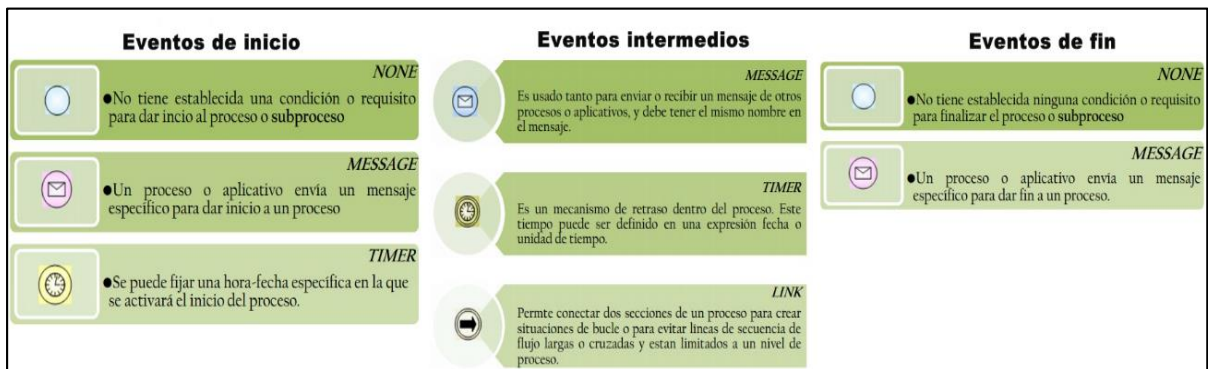 Eventos de inicio
NONE
●No tiene establecida una condición o requisito
para dar incio al proceso o subproceso
MESSAGE
●Un proceso o aplicativo envía un mensaje
específico para dar inicio a un proceso
TIMER
●Se puede fijar una hora-fecha específica en la que
se activará el inicio del proceso.
Eventos intermedios
MESSAGE
Es usado tanto para enviar o recibir un mensaje de otros
procesos o aplicativos, y debe tener el mismo nombre en
el mensaje.
TIMER
Es un mecanismo de retraso dentro del proceso. Este
tiempo puede ser definido en una expresión fecha o
unidad de tiempo.
LINK
Permte conectar dos secciones de un proceso para crear
situaciones de bucle o para evitar líneas de secuencia de
flujo largas o cruzadas y estan limitados a un nivel de
proceso.
Eventos de fin
NONE
●No tiene establecida ninguna condición o requisito
para finalizar el proceso o subproceso
MESSAGE
●Un proceso o aplicativo envía un mensaje
específico para dar fin a un proceso.